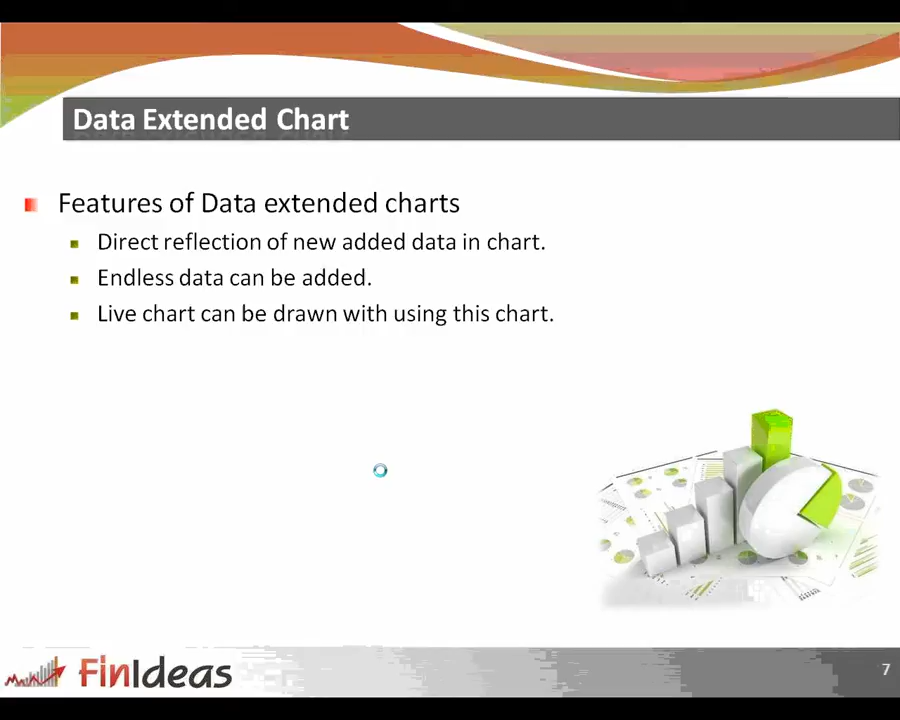 Data Extended Chart
Features of Data extended charts
Direct reflection of new added data in chart.
Endless data can be added.
Live chart can be drawn with using this chart.
FinIdeas
7